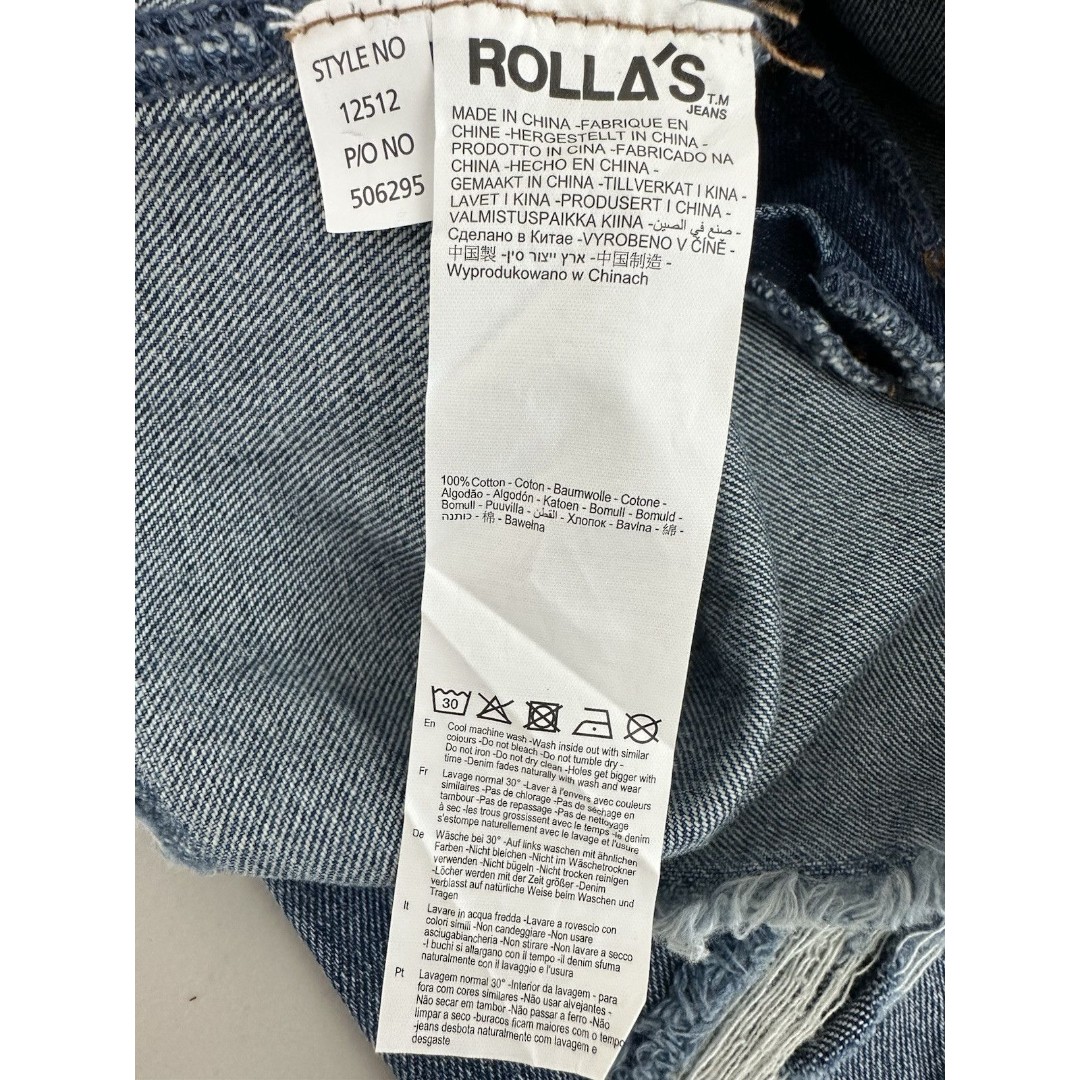 STYLE NO
12512
P/O NO
506295
ROLLA'S T.M
JEANS
MADE IN CHINA -FABRIQUE EN
CHINE -HERGESTELLT IN CHINA -
PRODOTTO IN CINA -FABRICADO NA
CHINA -HECHO EN CHINA -
GEMAAKT IN CHINA -TILLVERKAT I KINA -
LAVET I KINA -PRODUSERT I CHINA -
VALMISTUSPAIKKA KIINA -صنع في الصين -
Сделано в Китае -VYROBENO V ČÍNĚ -
中国製 -ארץ ייצור סין -中国制造 -
Wyprodukowano w Chinach
100% Cotton - Coton - Baumwolle - Cotone -
Algodão - Algodón - Katoen - Bomull - Bomuld -
Bomull - Puuvilla - القطن - Хлопок - Bavlna - 綿 -
כותנה - 棉 - Bawełna
30
En Cool machine wash -Wash inside out with similar
colours -Do not bleach -Do not tumble dry -
Do not iron -Do not dry clean -Holes get bigger with
time -Denim fades naturally with wash and wear
Fr Lavage normal 30° -Laver à l'envers avec couleurs
similaires -Pas de chlorage -Pas de séchage en
tambour -Pas de repassage -Pas de nettoyage
à sec -les trous grossissent avec le temps -le denim
s'estompe naturellement avec le lavage et l'usure
De Wäsche bei 30° -Auf links waschen mit ähnlichen
Farben -Nicht bleichen -Nicht im Wäschetrockner
verwenden -Nicht bügeln -Nicht trocken reinigen
-Löcher werden mit der Zeit größer -Denim
verblasst auf natürliche Weise beim Waschen und
Tragen
It Lavare in acqua fredda -Lavare a rovescio con
colori simili -Non candeggiare -Non usare
asciugabiancheria -Non stirare -Non lavare a secco
-I buchi si allargano con il tempo -il denim sfuma
naturalmente con il lavaggio e l'usura
Pt Lavagem normal 30° -Interior da lavagem - para
fora com cores similares -Não usar alvejantes -
Não secar em tambor -Não passar a ferro -Não
limpar a seco -buracos ficam maiores com o tempo
-jeans desbota naturalmente com lavagem e
desgaste